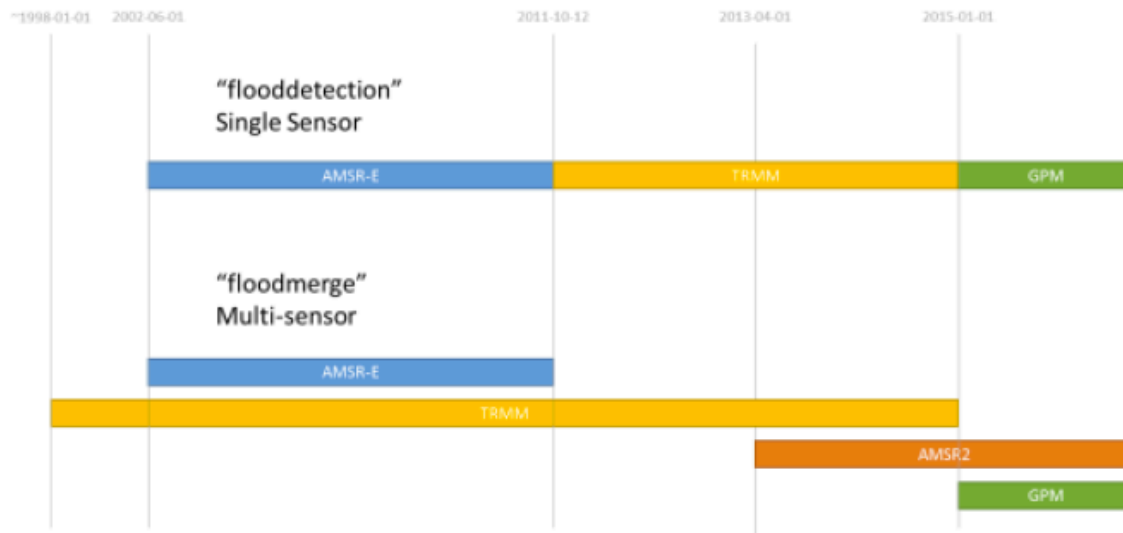 ~1998-01-01 2002-06-01 2011-10-12 2013-04-01 2015-01-01
“flooddetection”
Single Sensor
AMSR-E TRMM GPM
“floodmerge”
Multi-sensor
AMSR-E
TRMM
AMSR2
GPM